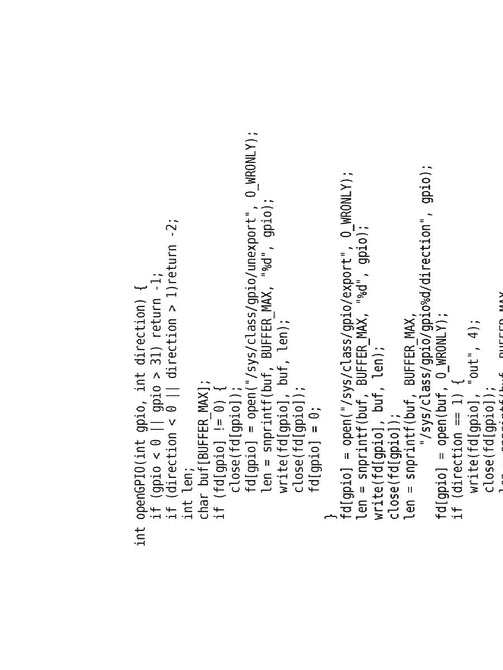 int openGPIO(int gpio, int direction) {
if (gpio < 0 || gpio > 31) return -1;
if (direction < 0 || direction > 1)return -2;
int len;
char buf[BUFFER_MAX];
if (fd[gpio] != 0) {
close(fd[gpio]);
fd[gpio] = open("/sys/class/gpio/unexport", O_WRONLY);
len = snprintf(buf, BUFFER_MAX, "%d", gpio);
write(fd[gpio], buf, len);
close(fd[gpio]);
fd[gpio] = 0;
}
fd[gpio] = open("/sys/class/gpio/export", O_WRONLY);
len = snprintf(buf, BUFFER_MAX, "%d", gpio);
write(fd[gpio], buf, len);
close(fd[gpio]);
len = snprintf(buf, BUFFER_MAX,
"/sys/class/gpio/gpio%d/direction", gpio);
fd[gpio] = open(buf, O_WRONLY);
if (direction == 1) {
write(fd[gpio], "out", 4);
close(fd[gpio]);